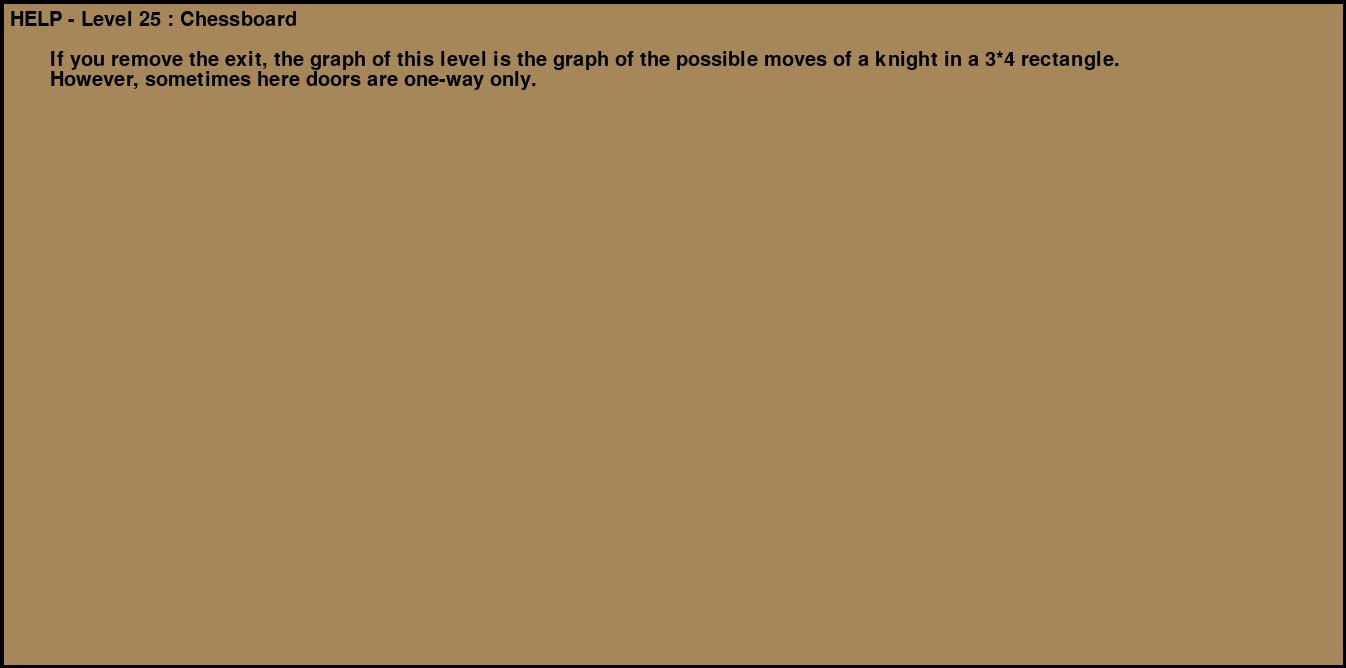 HELP - Level 25 : Chessboard
If you remove the exit, the graph of this level is the graph of the possible moves of a knight in a 3*4 rectangle.
However, sometimes here doors are one-way only.